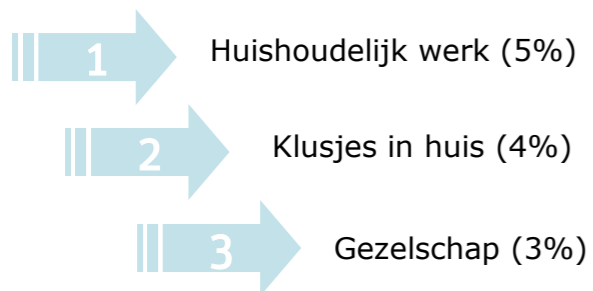 1 Huishoudelijk werk (5%)
2 Klusjes in huis (4%)
3 Gezelschap (3%)